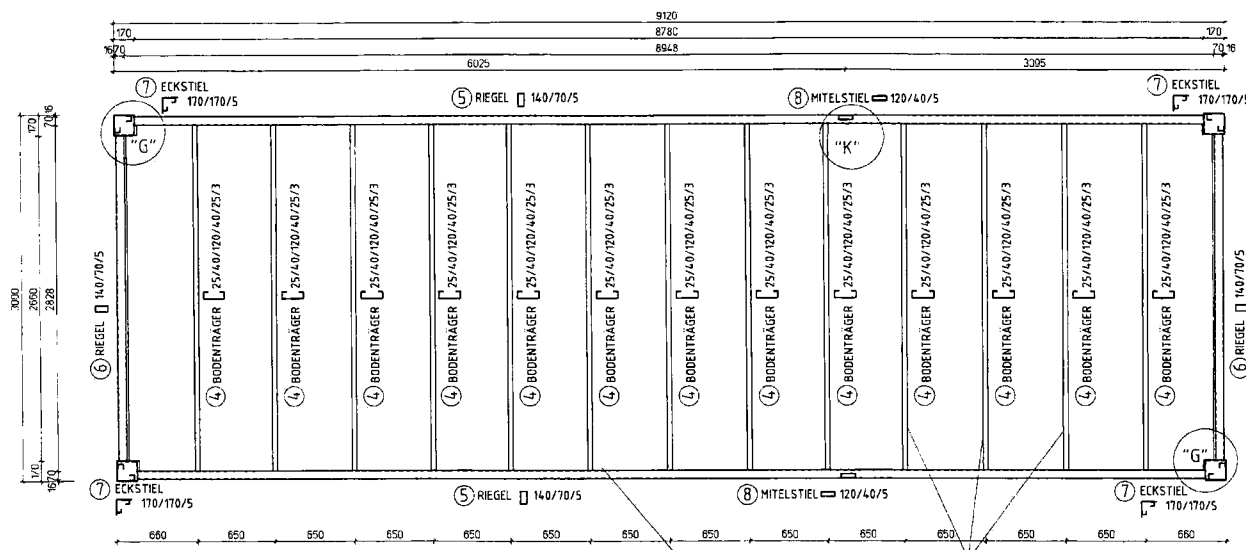 9120
170 8780 170
16 70 8948 70 16
6025 3095
7 ECKSTIEL
170/170/5
5 RIEGEL 140/70/5
8 MITELSTIEL 120/40/5
7 ECKSTIEL
170/170/5
"G"
"K"
3000
2660
2828
170
70 16
170
16 70
6 RIEGEL 140/70/5
4 BODENTRÄGER 25/40/120/40/25/3
4 BODENTRÄGER 25/40/120/40/25/3
4 BODENTRÄGER 25/40/120/40/25/3
4 BODENTRÄGER 25/40/120/40/25/3
4 BODENTRÄGER 25/40/120/40/25/3
4 BODENTRÄGER 25/40/120/40/25/3
4 BODENTRÄGER 25/40/120/40/25/3
4 BODENTRÄGER 25/40/120/40/25/3
4 BODENTRÄGER 25/40/120/40/25/3
4 BODENTRÄGER 25/40/120/40/25/3
4 BODENTRÄGER 25/40/120/40/25/3
4 BODENTRÄGER 25/40/120/40/25/3
4 BODENTRÄGER 25/40/120/40/25/3
6 RIEGEL 140/70/5
"G"
7 ECKSTIEL
170/170/5
5 RIEGEL 140/70/5
8 MITELSTIEL 120/40/5
7 ECKSTIEL
170/170/5
660 650 650 650 650 650 650 650 650 650 650 650 650 660